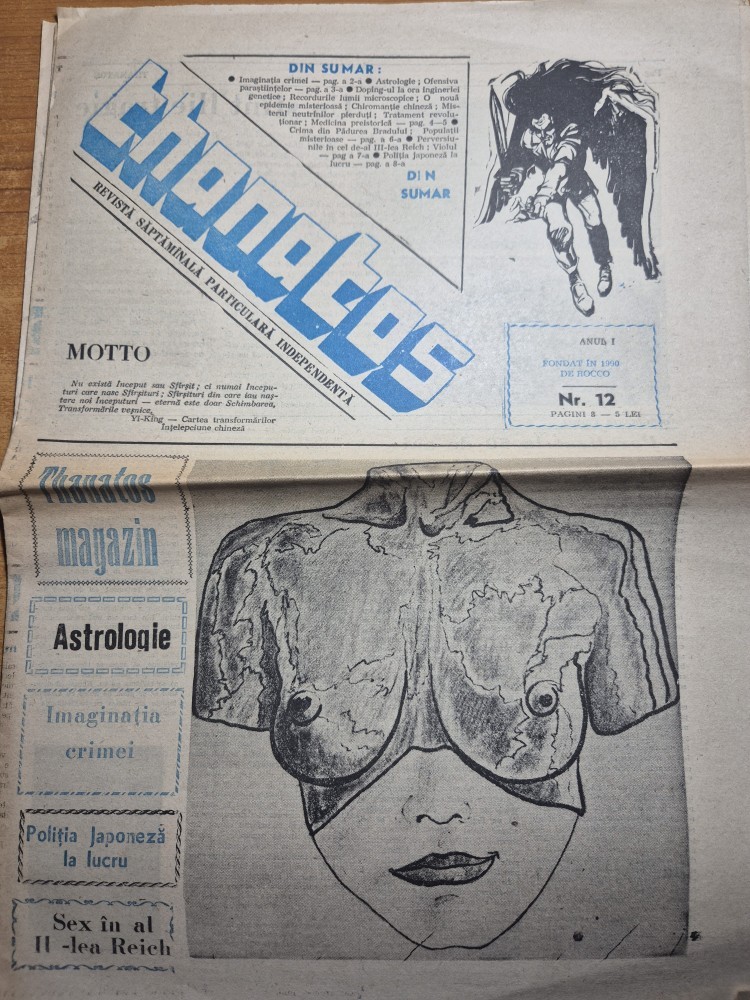 DIN SUMAR :
● Imaginația crimei — pag. a 2-a ● Astrologie ; Ofensiva
paraștiințelor — pag. a 3-a ● Doping-ul la ora ingineriei
genetice ; Recordurile lumii microscopice ; O nouă
epidemie misterioasă ; Chiromanție chineză ; Mis-
terul neutrinilor pierduți ; Tratament revolu-
ționar ; Medicina preistorică — pag. 4—5 ●
Crima din Pădurea Bradului ; Populații
misterioase — pag. a 6-a ● Perversiu-
nile în cel de-al III-lea Reich ; Violul
— pag a 7-a ● Poliția japoneză la
lucru — pag. a 8-a
DIN
SUMAR
thanatos
REVISTĂ SĂPTĂMÎNALĂ PARTICULARĂ INDEPENDENTĂ
MOTTO
Nu există Început sau Sfîrșit ; ci numai Începu-
turi care nasc Sfîrșituri ; Sfîrșituri din care iau naș-
tere noi Începuturi — eternă este doar Schimbarea,
Transformările veșnice.
Yi-King — Cartea transformărilor
Înțelepciune chineză
ANUL I
FONDAT ÎN 1990
DE ROCCO
Nr. 12
PAGINI 8 — 5 LEI
Thanatos
magazin
Astrologie
Imaginația
crimei
Poliția Japoneză
la lucru
Sex în al
II -lea Reich